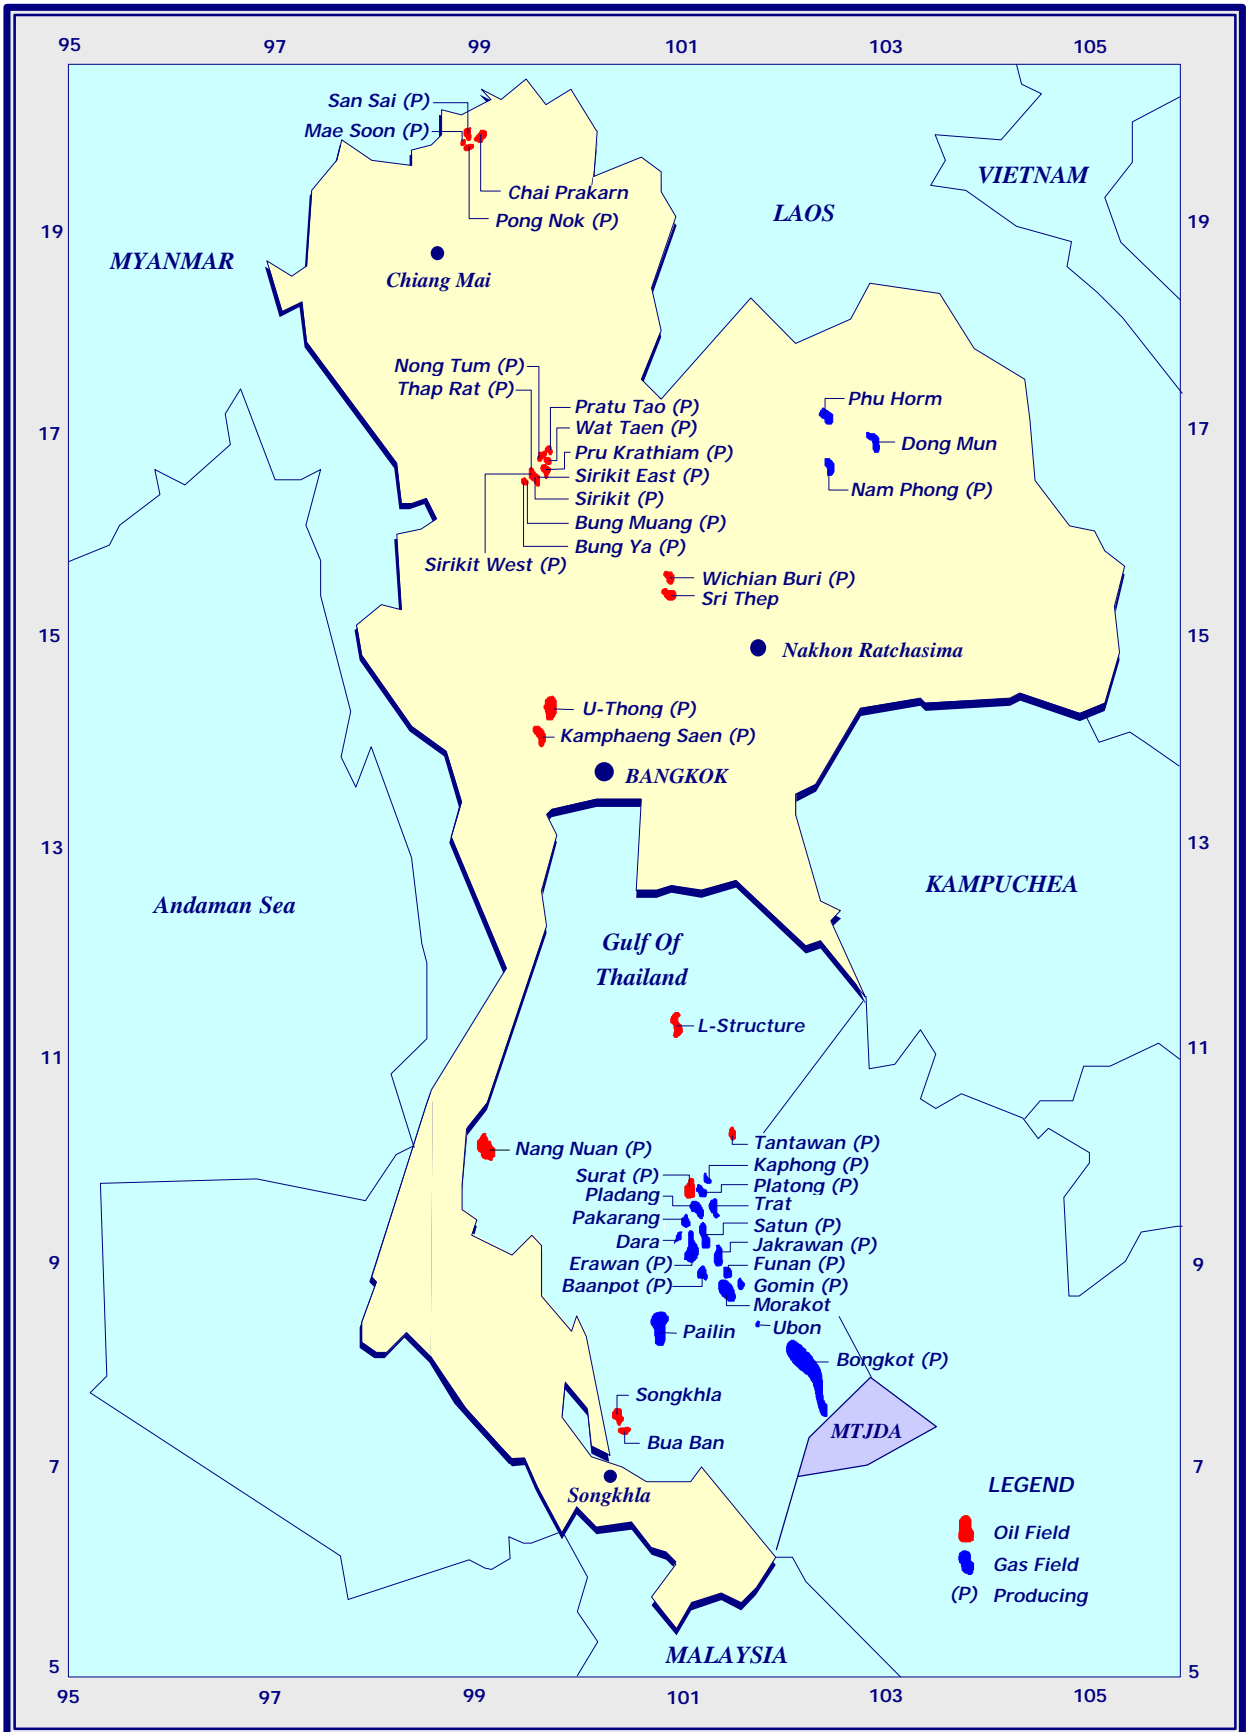 95 97 99 101 103 105
San Sai (P)
Mae Soon (P)
VIETNAM
Chai Prakarn
LAOS
Pong Nok (P)
19 19
MYANMAR
Chiang Mai
Nong Tum (P)
Thap Rat (P)
Phu Horm
Pratu Tao (P)
17 17
Wat Taen (P)
Dong Mun
Pru Krathiam (P)
Sirikit East (P)
Nam Phong (P)
Sirikit (P)
Bung Muang (P)
Bung Ya (P)
Sirikit West (P)
Wichian Buri (P)
Sri Thep
15 15
Nakhon Ratchasima
U-Thong (P)
Kamphaeng Saen (P)
BANGKOK
13 13
KAMPUCHEA
Andaman Sea
Gulf Of
Thailand
L-Structure
11 11
Tantawan (P)
Nang Nuan (P)
Kaphong (P)
Surat (P)
Platong (P)
Pladang
Trat
Pakarang
Satun (P)
Dara
Jakrawan (P)
9 9
Erawan (P)
Funan (P)
Baanpot (P)
Gomin (P)
Morakot
Ubon
Pailin
Bongkot (P)
Songkhla
MTJDA
Bua Ban
7 7
LEGEND
Songkhla
Oil Field
Gas Field
(P) Producing
MALAYSIA
5 5
95 97 99 101 103 105